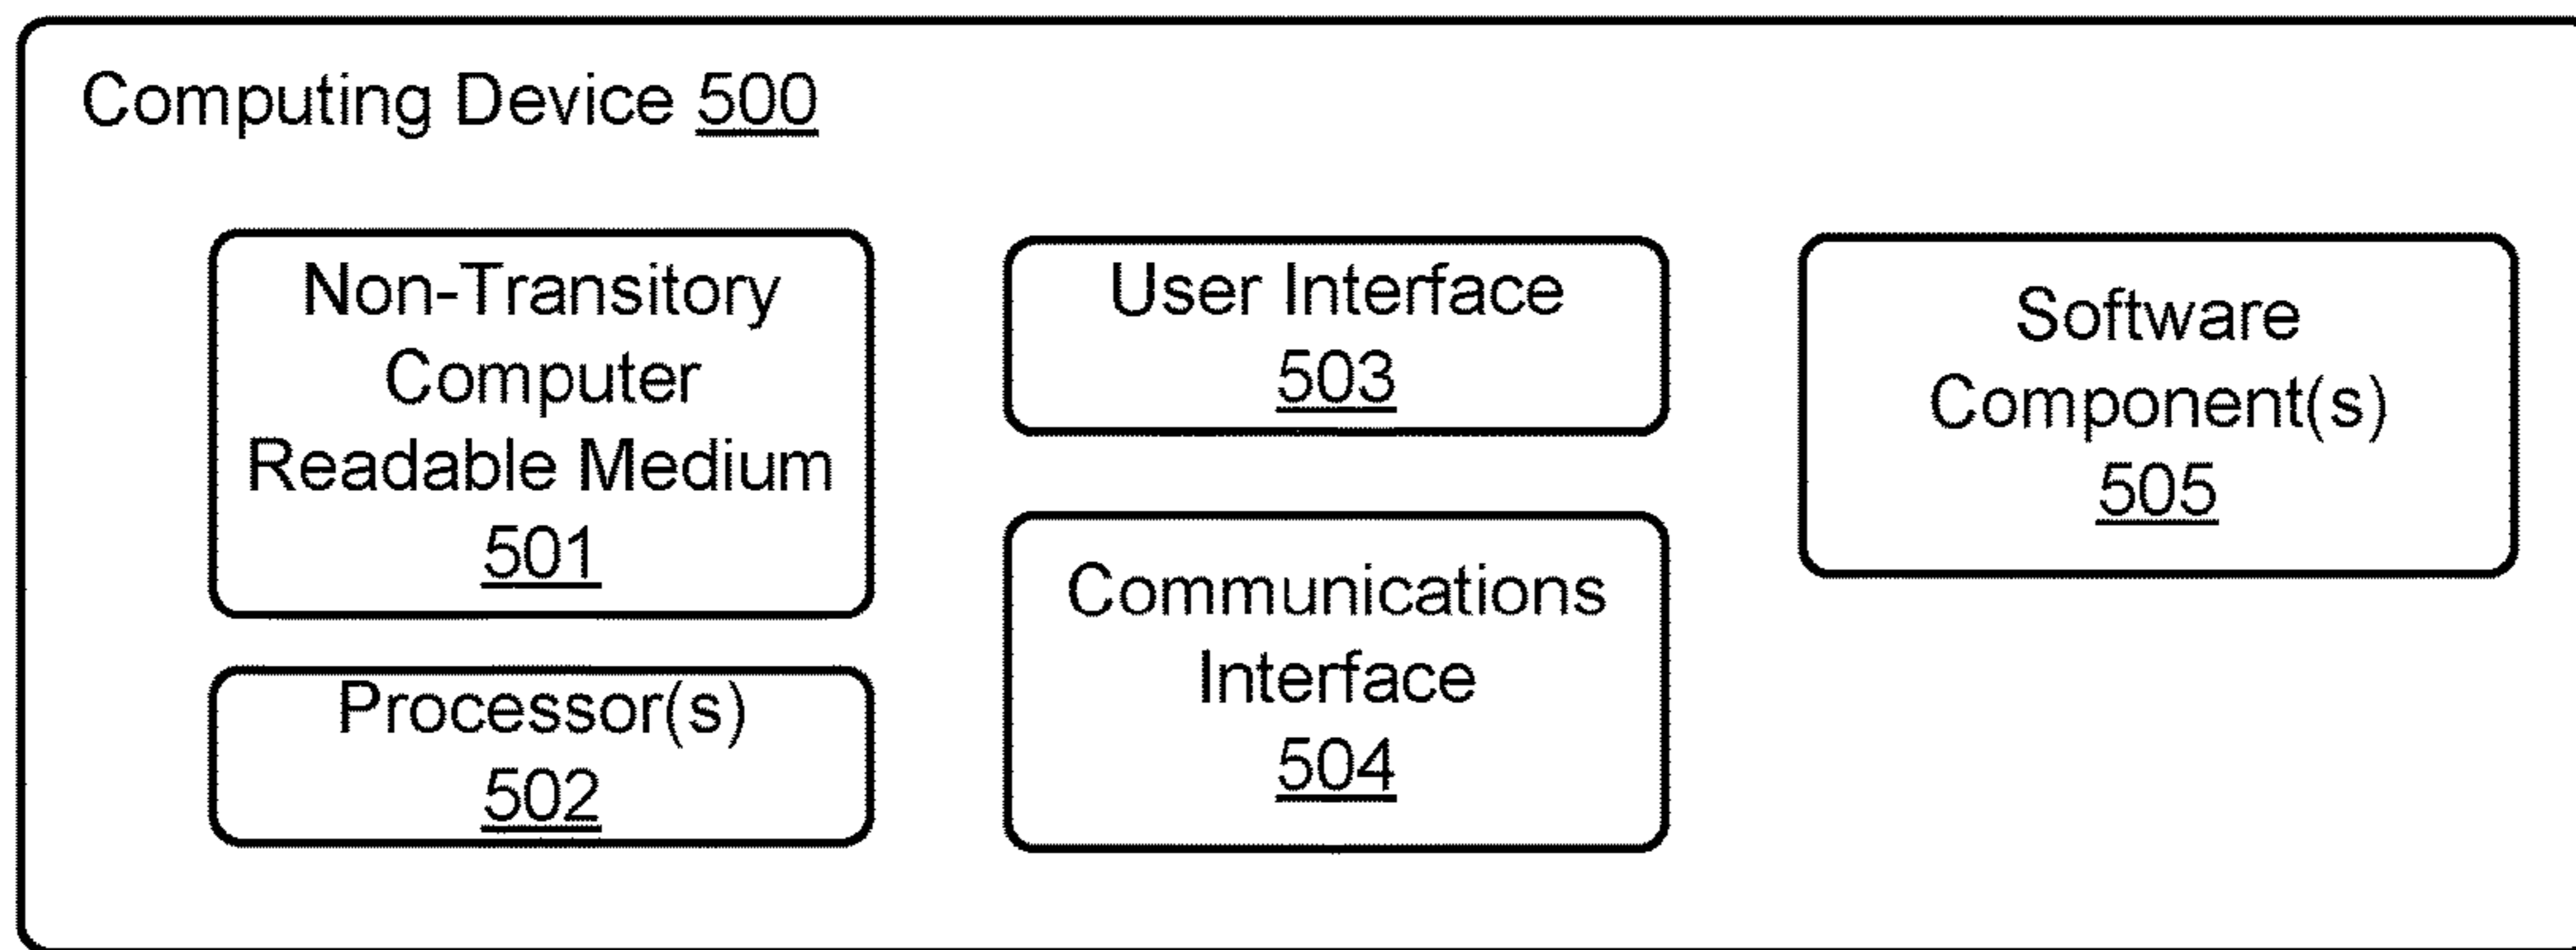 Computing Device 500
Non-Transitory
Computer
Readable Medium
501
Processor(s)
502
User Interface
503
Communications
Interface
504
Software
Component(s)
505